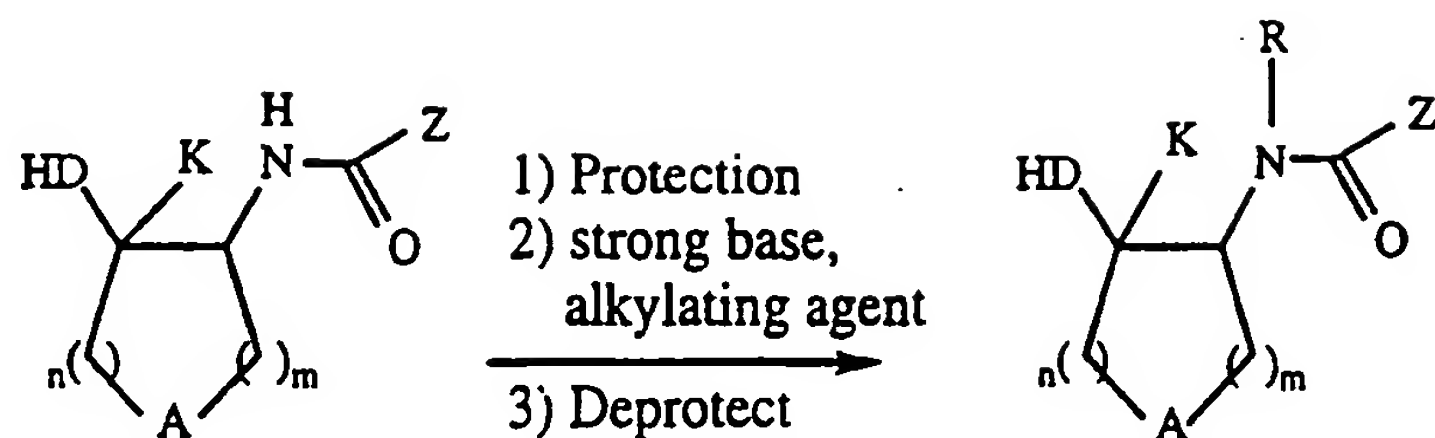 H
N
Z
K
HD
O
n( )
( )m
A
1) Protection
2) strong base,
alkylating agent
3) Deprotect
R
K
N
Z
HD
O
n( )
( )m
A